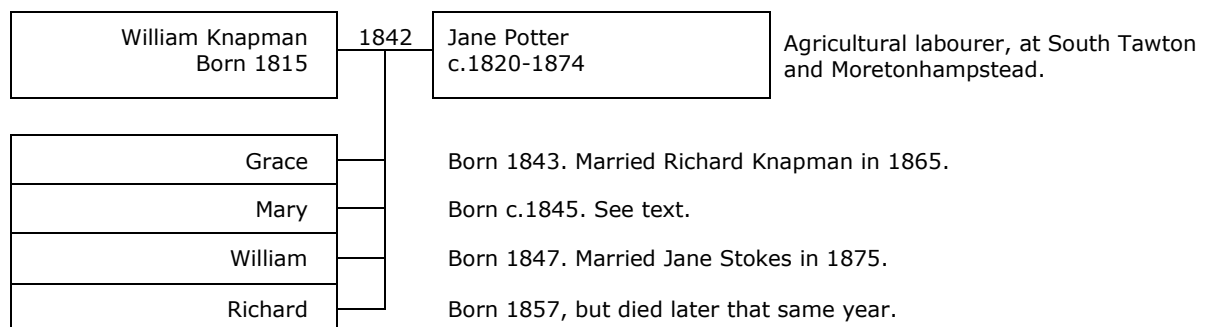 William Knapman 1842 Jane Potter
Born 1815 c.1820-1874
Agricultural labourer, at South Tawton
and Moretonhampstead.
Grace Born 1843. Married Richard Knapman in 1865.
Mary Born c.1845. See text.
William Born 1847. Married Jane Stokes in 1875.
Richard Born 1857, but died later that same year.